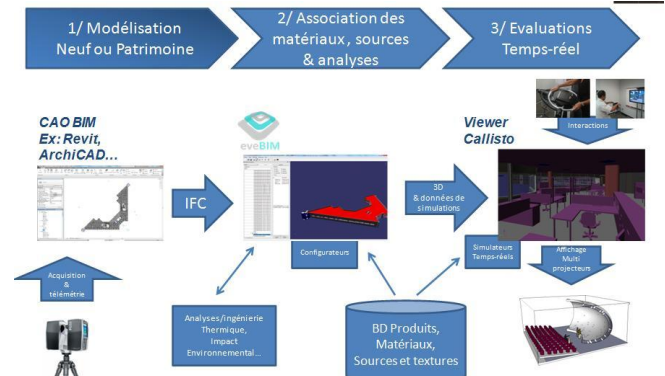 1/ Modélisation
Neuf ou Patrimoine
2/ Association des
matériaux, sources
& analyses
3/ Evaluations
Temps-réel
CAO BIM
Ex: Revit,
ArchiCAD...
eveBIM
Viewer
Callisto
Interactions
IFC
3D
& données de
simulations
Configurateurs
Simulateurs
Temps-réels
Affichage
Multi
projecteurs
Acquisition
&
télémétrie
Analyses/ingénierie
Thermique,
Impact
Environnemental...
BD Produits,
Matériaux,
Sources et textures